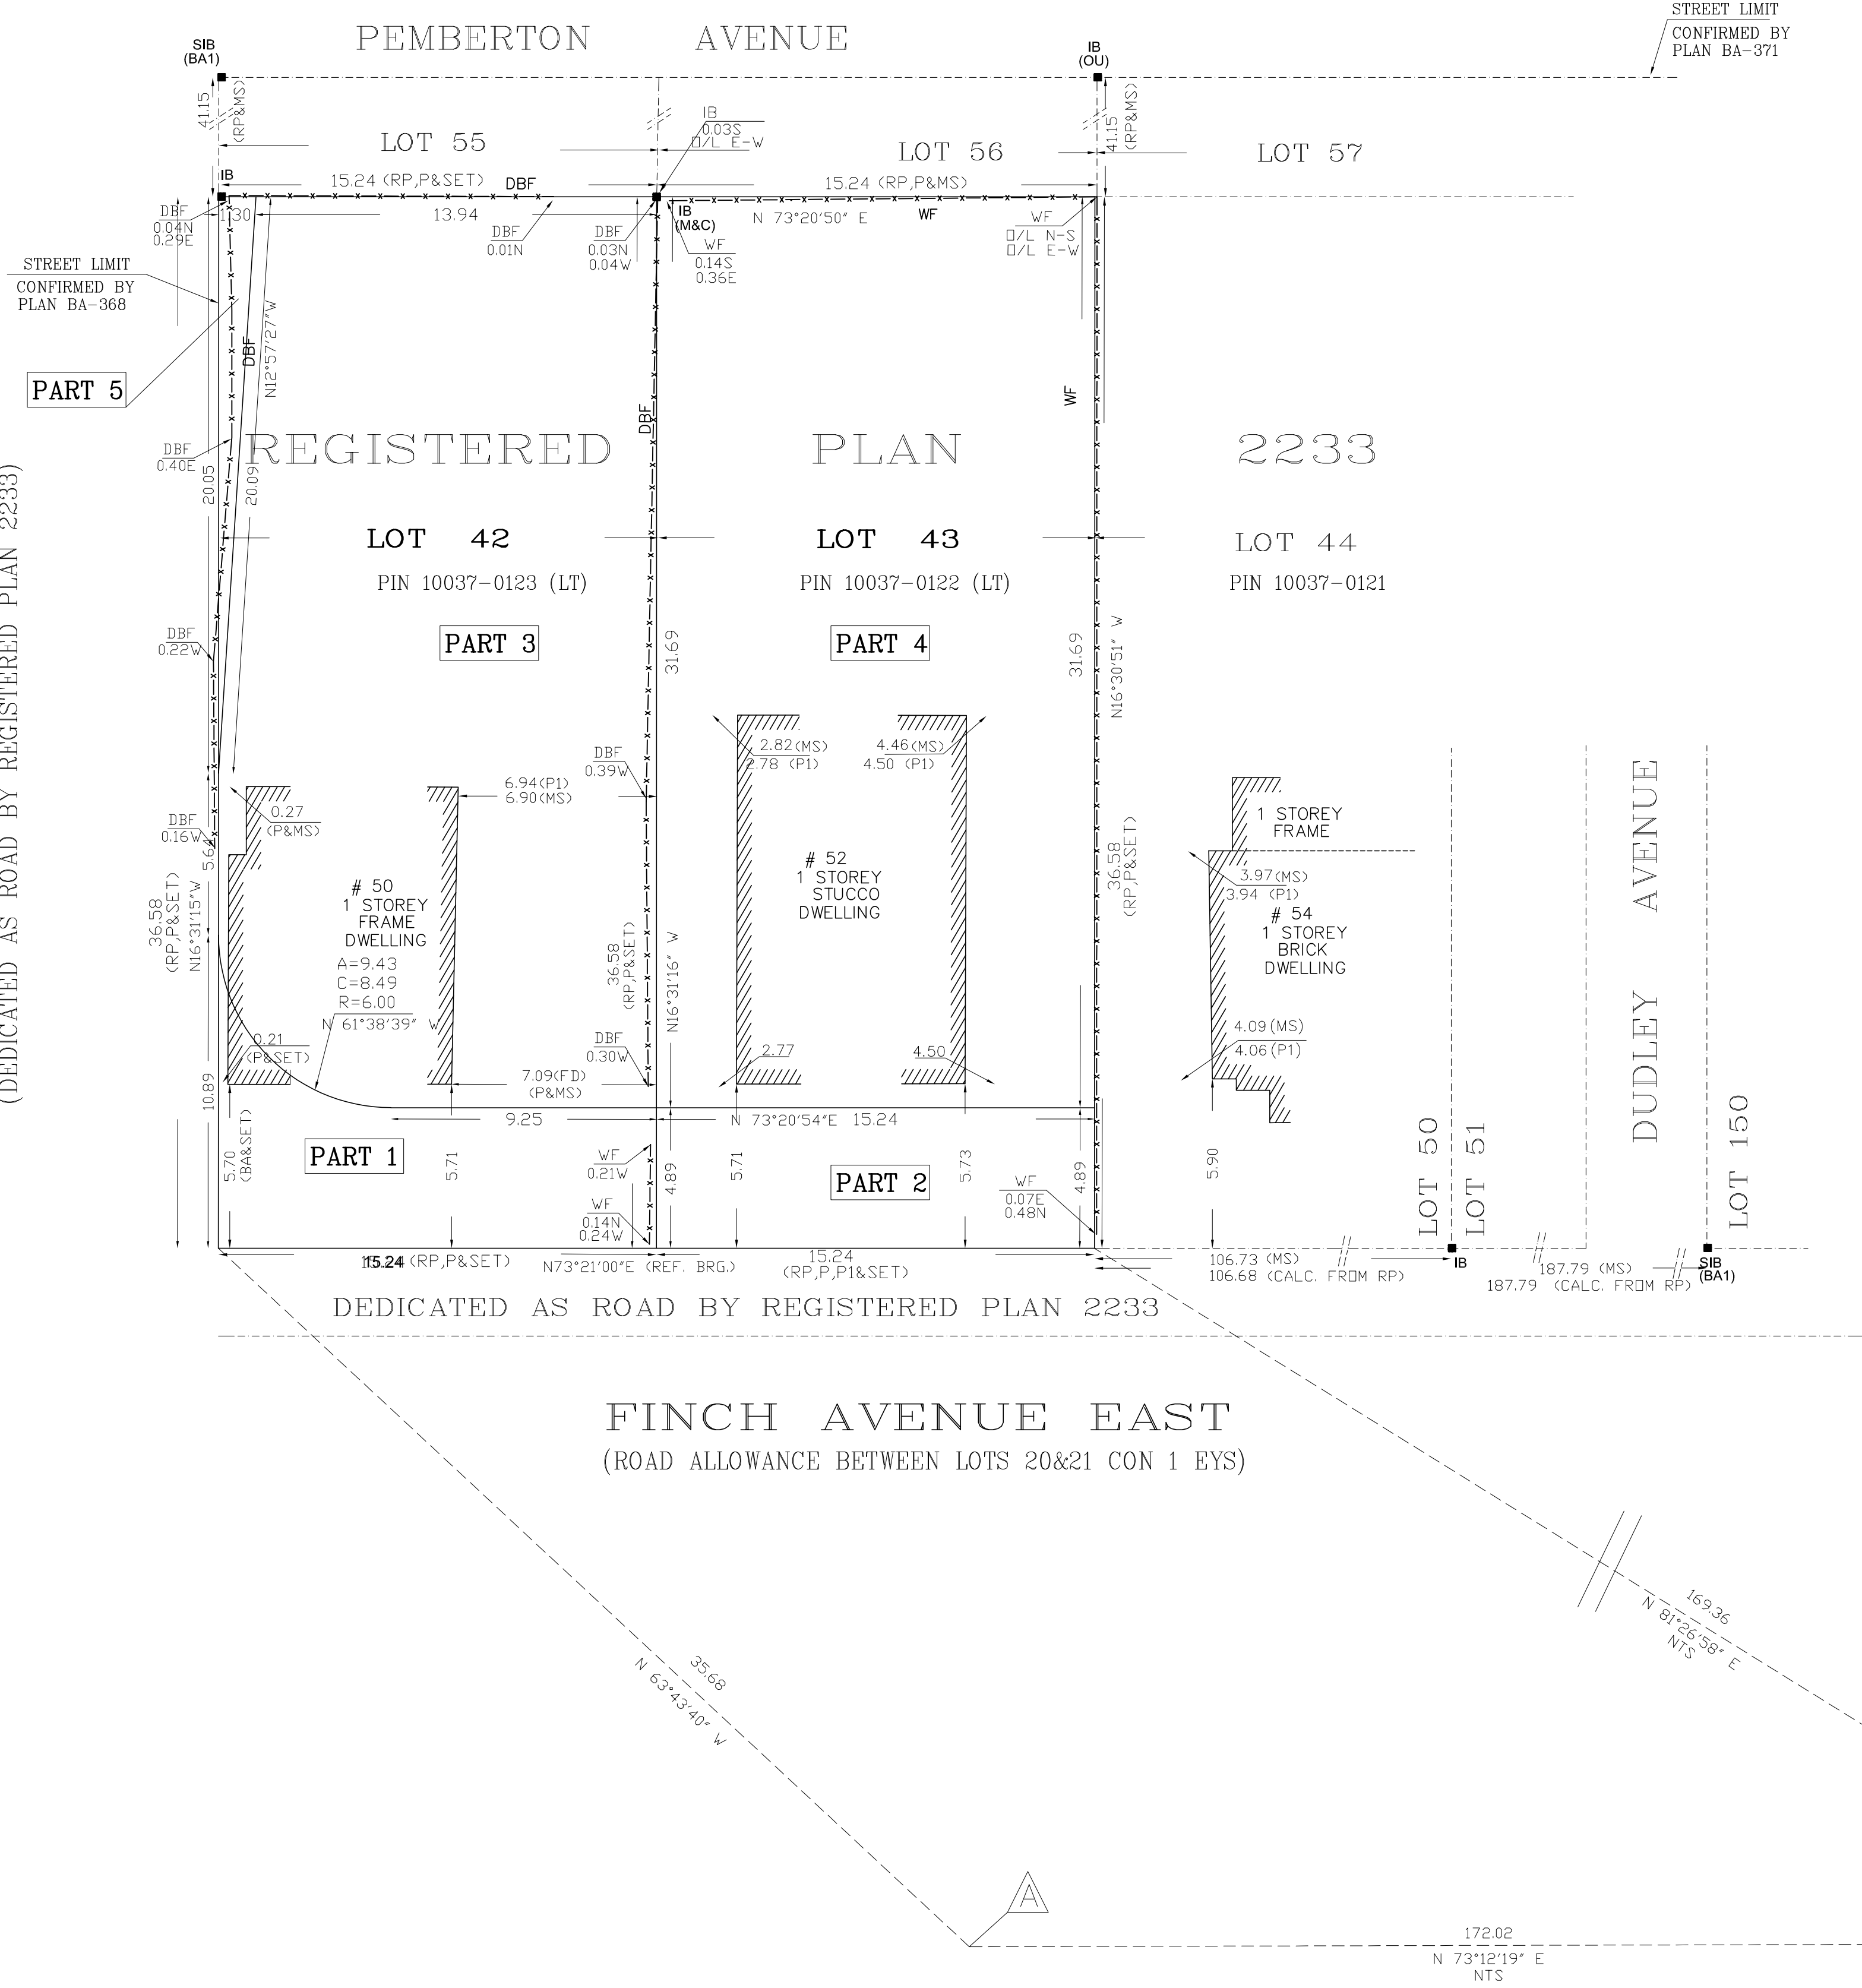 STREET LIMIT
CONFIRMED BY
PLAN BA-371
PEMBERTON AVENUE
SIB
(BA1)
IB
(OU)
41.15
(RP&MS)
IB
0.03S
O/L E-W
41.15
(RP&MS)
LOT 55
LOT 56
LOT 57
IB
15.24 (RP,P&SET)
DBF
15.24 (RP,P&MS)
DBF
0.04N
0.29E
1.30
13.94
DBF
0.01N
DBF
0.03N
0.04W
IB
(M&C)
WF
0.14S
0.36E
N 73°20'50" E
WF
WF
O/L N-S
O/L E-W
STREET LIMIT
CONFIRMED BY
PLAN BA-368
N12°57'27"W
DBF
PART 5
DBF
WF
DBF
0.40E
20.05
20.09
REGISTERED PLAN 2233
(DEDICATED AS ROAD BY REGISTERED PLAN 2233)
LOT 42
LOT 43
LOT 44
PIN 10037-0123 (LT)
PIN 10037-0122 (LT)
PIN 10037-0121
DBF
0.22W
PART 3
PART 4
31.69
31.69
N16°30'51" W
2.82(MS)
2.78 (P1)
4.46(MS)
4.50 (P1)
DBF
0.39W
6.94(P1)
6.90(MS)
0.27
(P&MS)
DBF
0.16W
5.64
36.58
(RP,P&SET)
N16°31'15"W
# 50
1 STOREY
FRAME
DWELLING
A=9.43
C=8.49
R=6.00
N 61°38'39" W
# 52
1 STOREY
STUCCO
DWELLING
36.58
(RP,P&SET)
N16°31'16" W
36.58
(RP,P&SET)
1 STOREY
FRAME
3.97(MS)
3.94 (P1)
# 54
1 STOREY
BRICK
DWELLING
DUDLEY AVENUE
0.21
(P&SET)
10.89
DBF
0.30W
7.09(FD)
(P&MS)
2.77
4.50
4.09(MS)
4.06(P1)
9.25
N 73°20'54"E 15.24
PART 1
PART 2
5.70
(BA&SET)
5.71
WF
0.21W
WF
0.14N
0.24W
4.89
5.71
5.73
WF
0.07E
0.48N
4.89
5.90
LOT 50
LOT 51
LOT 150
15.24 (RP,P&SET)
N73°21'00"E (REF. BRG.)
15.24
(RP,P,P1&SET)
106.73 (MS)
106.68 (CALC. FROM RP)
IB
187.79 (MS)
187.79 (CALC. FROM RP)
SIB
(BA1)
DEDICATED AS ROAD BY REGISTERED PLAN 2233
FINCH AVENUE EAST
(ROAD ALLOWANCE BETWEEN LOTS 20&21 CON 1 EYS)
35.68
N 63°43'40" W
169.36
N 81°26'58" E
NTS
A
172.02
N 73°12'19" E
NTS